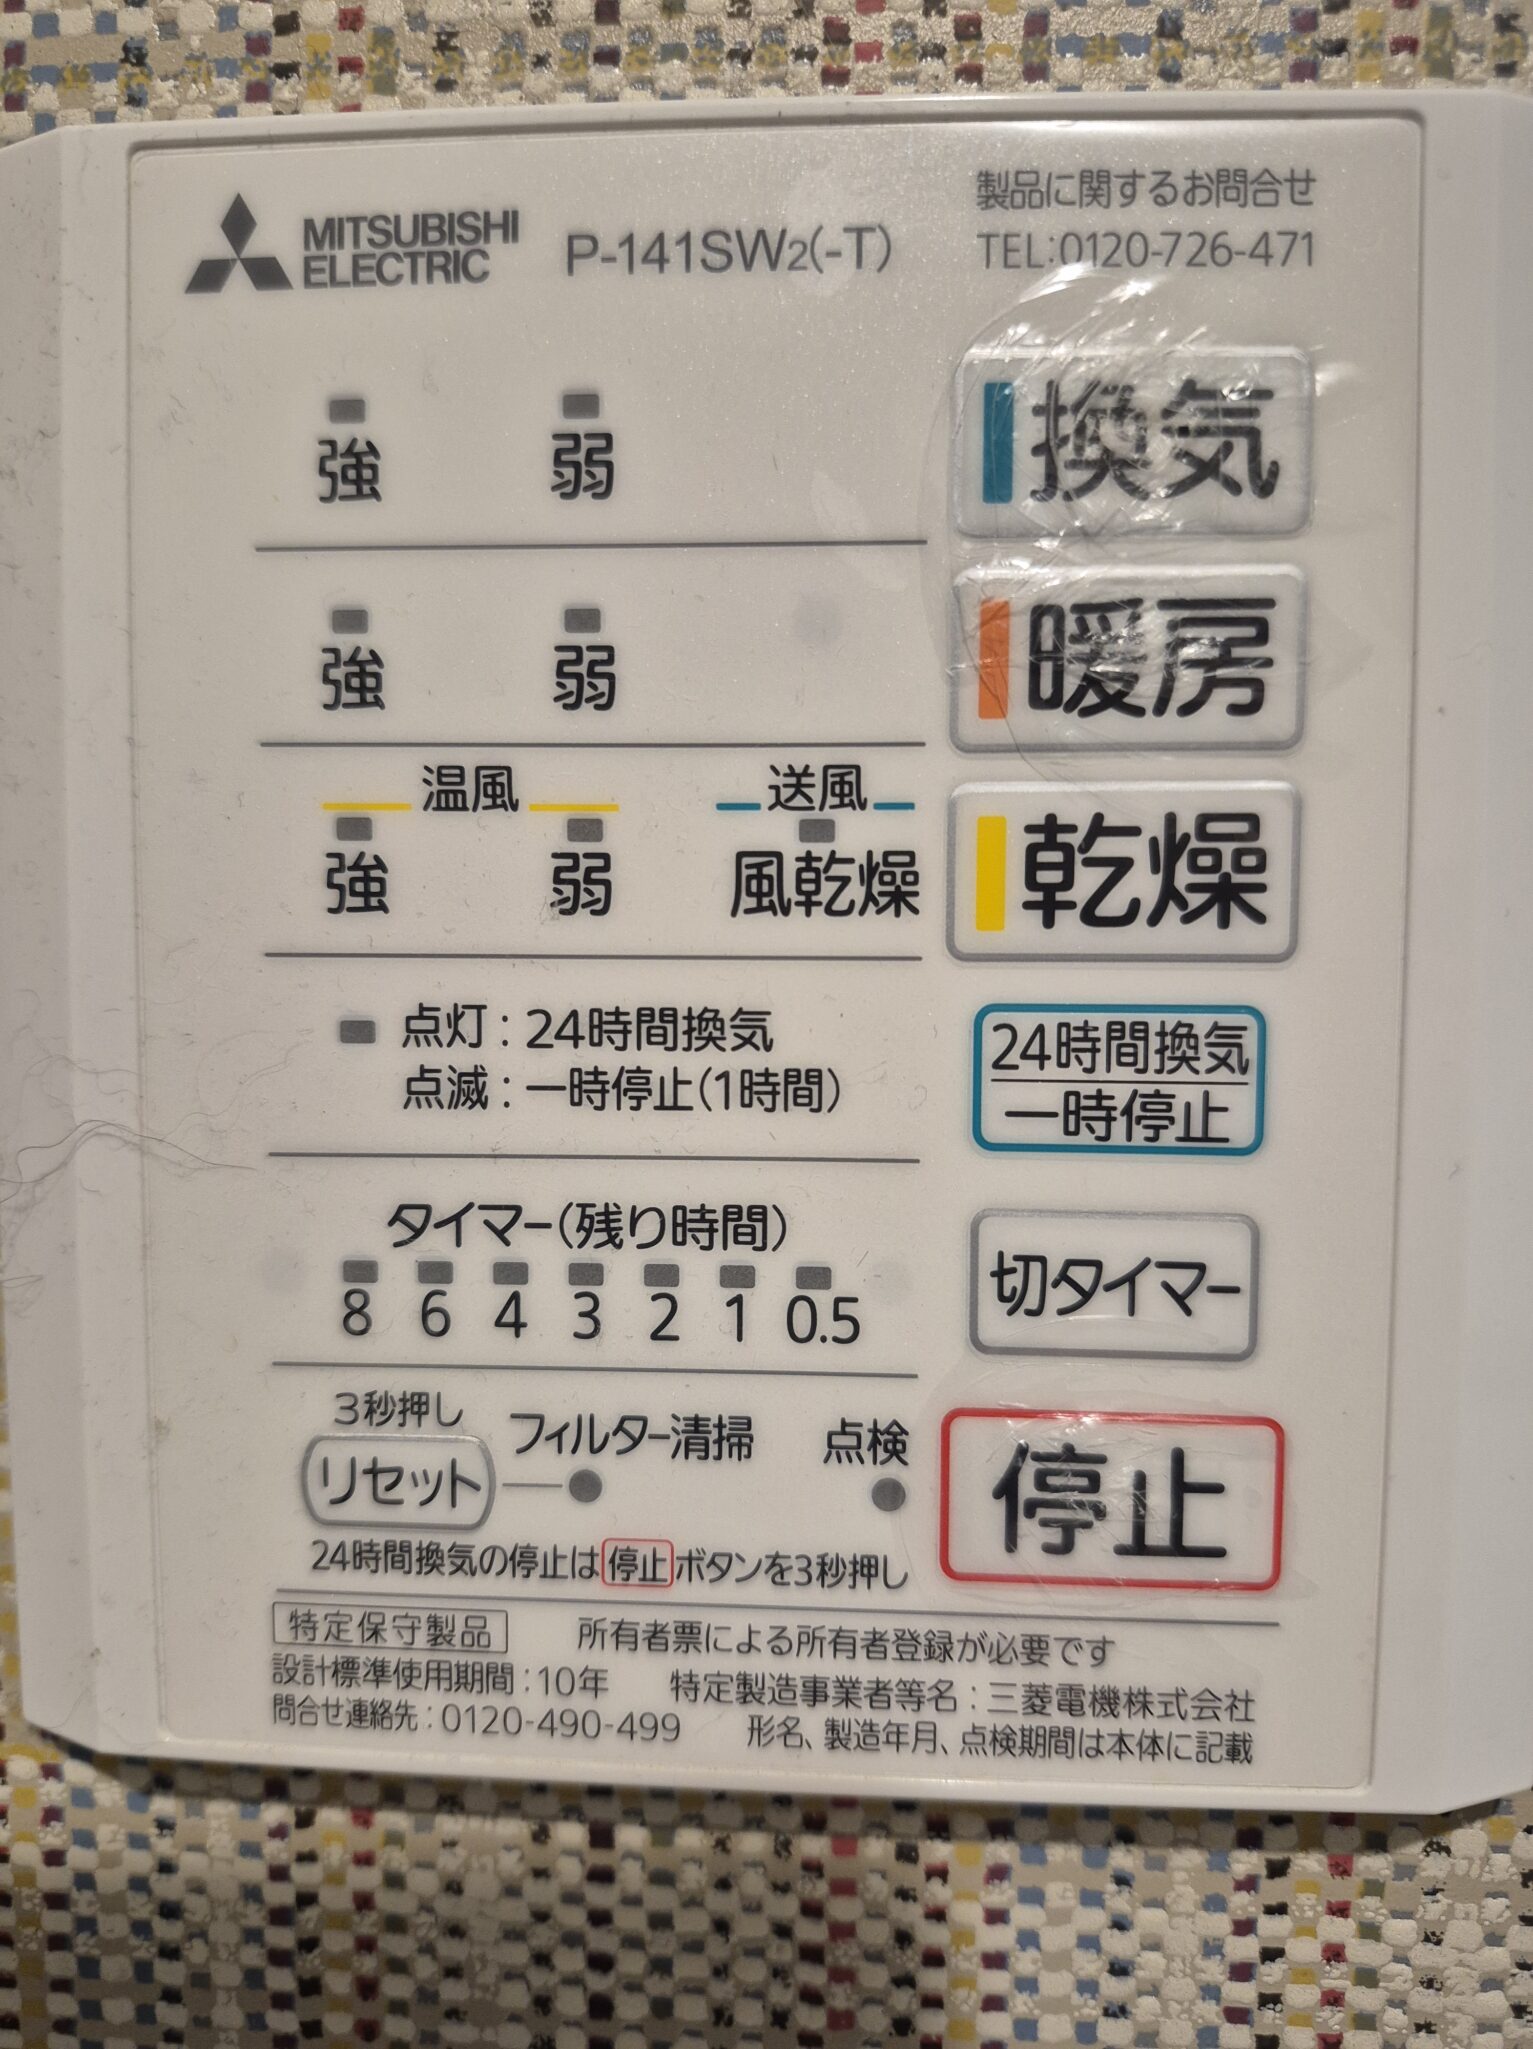 MITSUBISHI
ELECTRIC
P-141SW2(-T)
製品に関するお問合せ
TEL:0120-726-471
強 弱 換気
強 弱 暖房
温風 送風
強 弱 風乾燥 乾燥
点灯:24時間換気
点滅:一時停止(1時間)
24時間換気
一時停止
タイマー(残り時間)
8 6 4 3 2 1 0.5
切タイマー
3秒押し
リセット フィルター清掃 点検
停止
24時間換気の停止は停止ボタンを3秒押し
特定保守製品 所有者票による所有者登録が必要です
設計標準使用期間:10年 特定製造事業者等名:三菱電機株式会社
問合せ連絡先:0120-490-499 形名、製造年月、点検期間は本体に記載